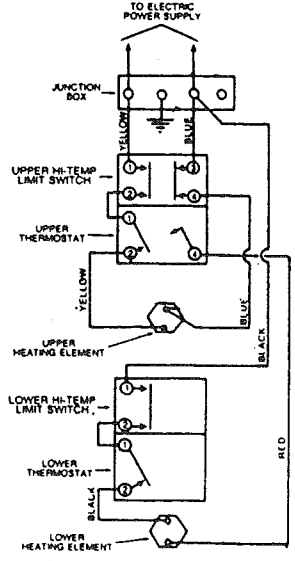 TO ELECTRIC
POWER SUPPLY
JUNCTION
BOX
YELLOW
BLUE
UPPER HI-TEMP
LIMIT SWITCH
1
3
2
4
UPPER
THERMOSTAT
1
2
4
YELLOW
BLUE
UPPER
HEATING ELEMENT
BLACK
RED
LOWER HI-TEMP
LIMIT SWITCH
1
2
LOWER
THERMOSTAT
1
2
BLACK
LOWER
HEATING ELEMENT